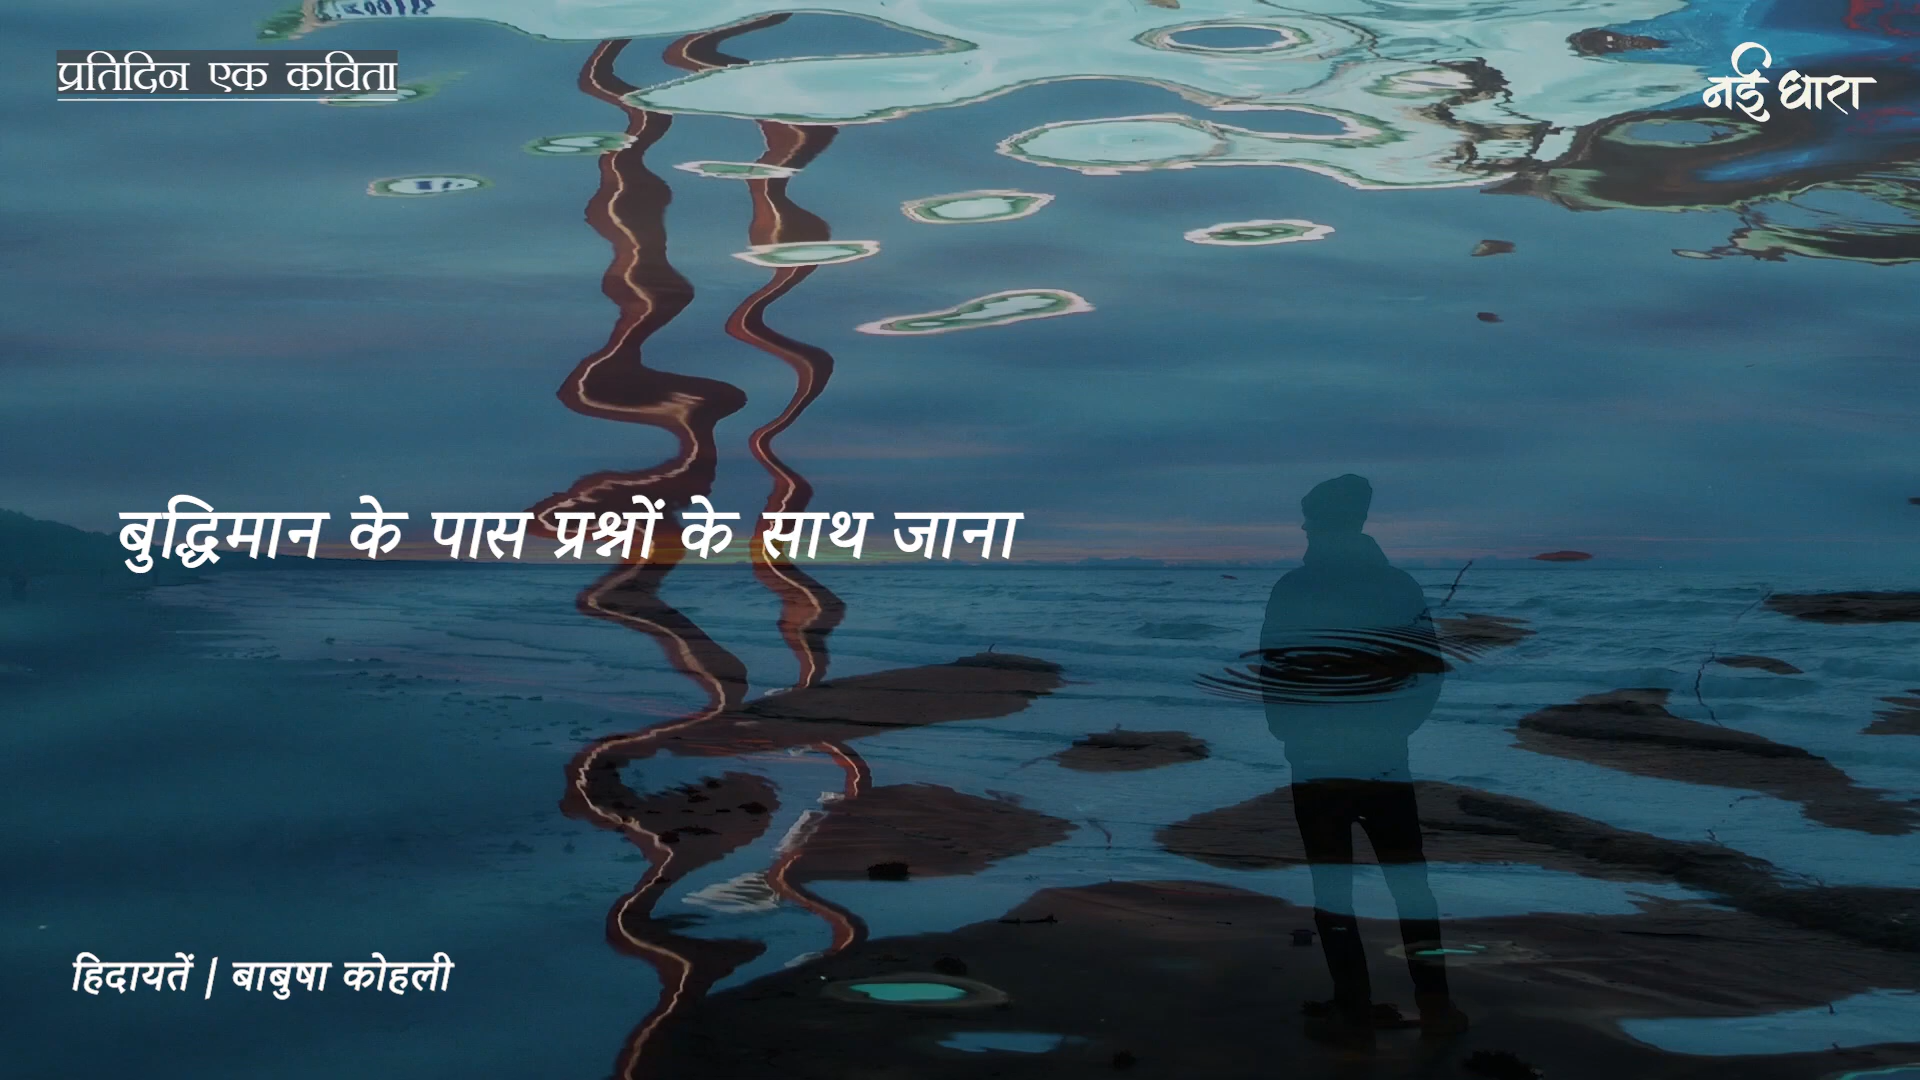 प्रतिदिन एक कविता
नई धारा
बुद्धिमान के पास प्रश्नों के साथ जाना
हिदायतें | बाबुषा कोहली